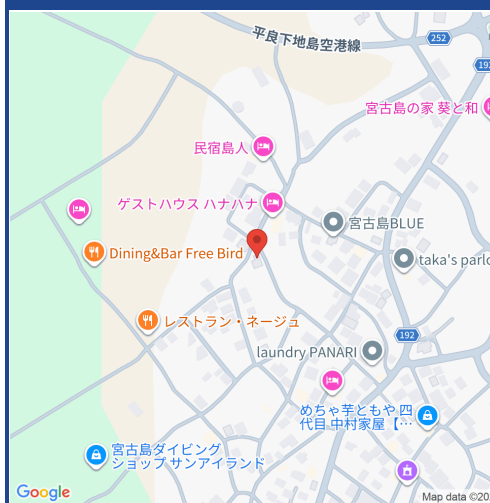 平良下地島空港線
252
192
宮古島の家 葵と和
民宿島人
ゲストハウス ハナハナ
宮古島BLUE
Dining&Bar Free Bird
taka's parlo
レストラン・ネージュ
192
laundry PANARI
めちゃ芋ともや 四
代目 中村家屋【…
宮古島ダイビング
ショップ サンアイランド
Google
Map data ©20